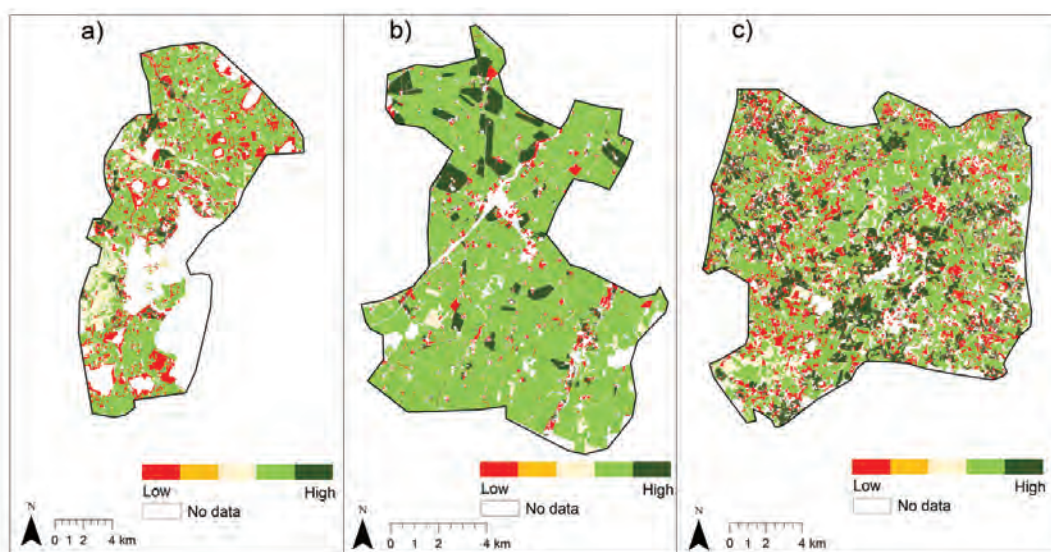 a)
Low High
No data
N
0 1 2 4 km
b)
Low High
No data
N
0 1 2 4 km
c)
Low High
No data
N
0 1 2 4 km